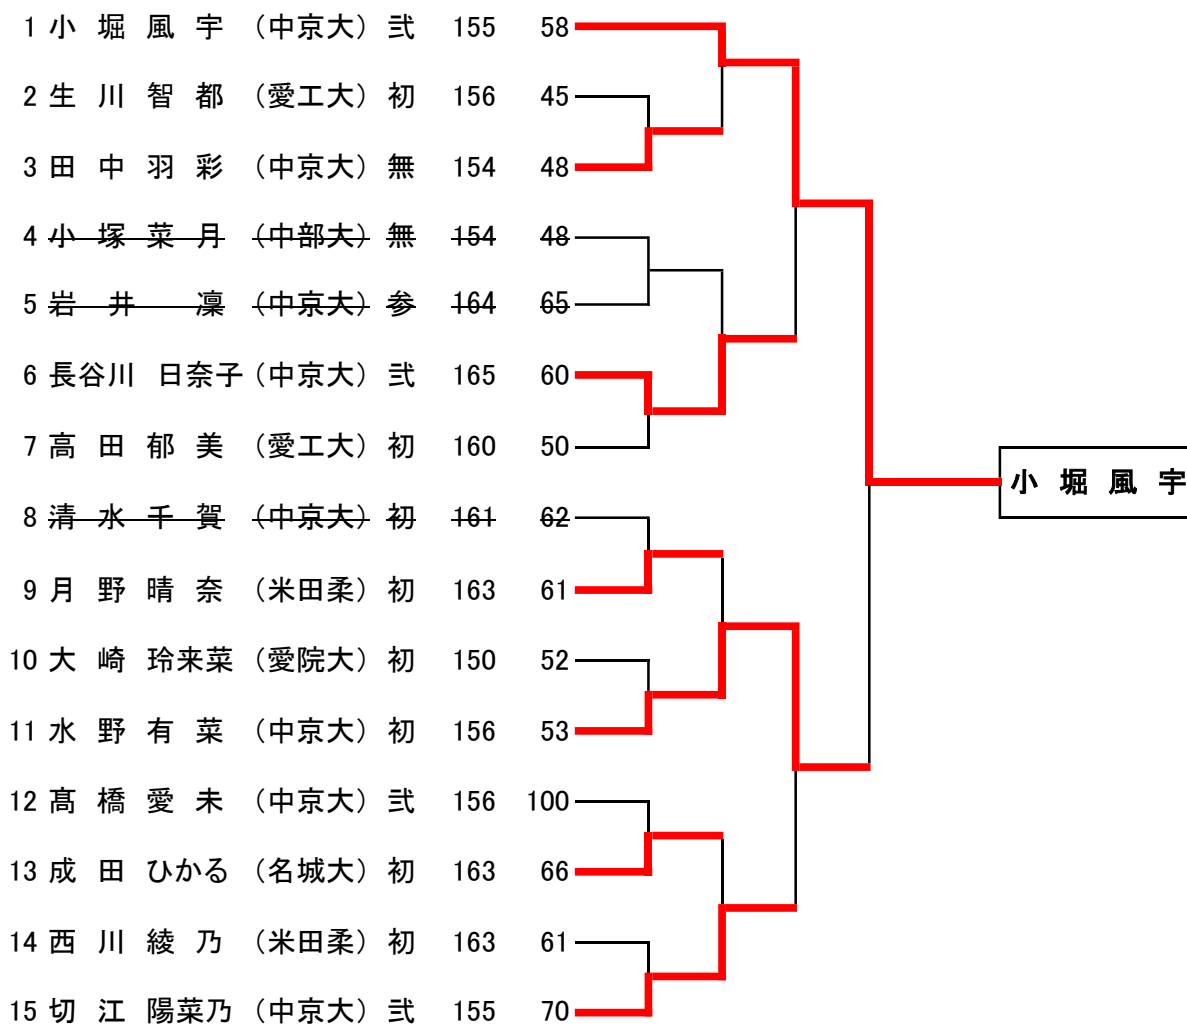 1 小 堀 風 宇 （中京大） 弐 155 58
2 生 川 智 都 （愛工大） 初 156 45
3 田 中 羽 彩 （中京大） 無 154 48
4 小 塚 菜 月 （中部大） 無 154 48
5 岩 井 凜 （中京大） 参 164 65
6 長谷川 日奈子 （中京大） 弐 165 60
7 高 田 郁 美 （愛工大） 初 160 50
小 堀 風 宇
8 清 水 千 賀 （中京大） 初 161 62
9 月 野 晴 奈 （米田柔） 初 163 61
10 大 崎 玲来菜 （愛院大） 初 150 52
11 水 野 有 菜 （中京大） 初 156 53
12 髙 橋 愛 未 （中京大） 弐 156 100
13 成 田 ひかる （名城大） 初 163 66
14 西 川 綾 乃 （米田柔） 初 163 61
15 切 江 陽菜乃 （中京大） 弐 155 70